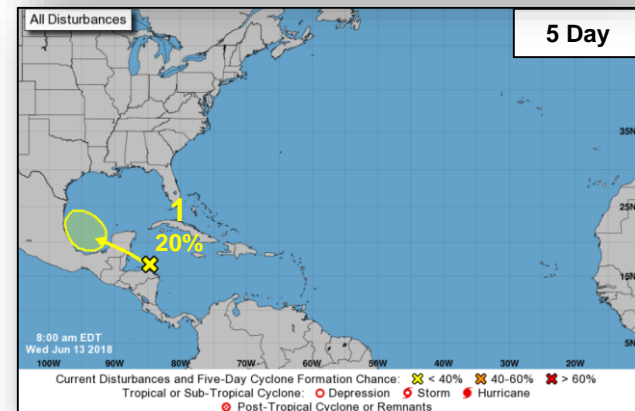 All Disturbances
5 Day
35N
1
25N
20%
15N
5N
8:00 am EDT
Wed Jun 13 2018
100W 90W 80W 70W 60W 50W 40W 30W 20W
Current Disturbances and Five-Day Cyclone Formation Chance: < 40% 40-60% > 60%
Tropical or Sub-Tropical Cyclone: Depression Storm Hurricane
Post-Tropical Cyclone or Remnants